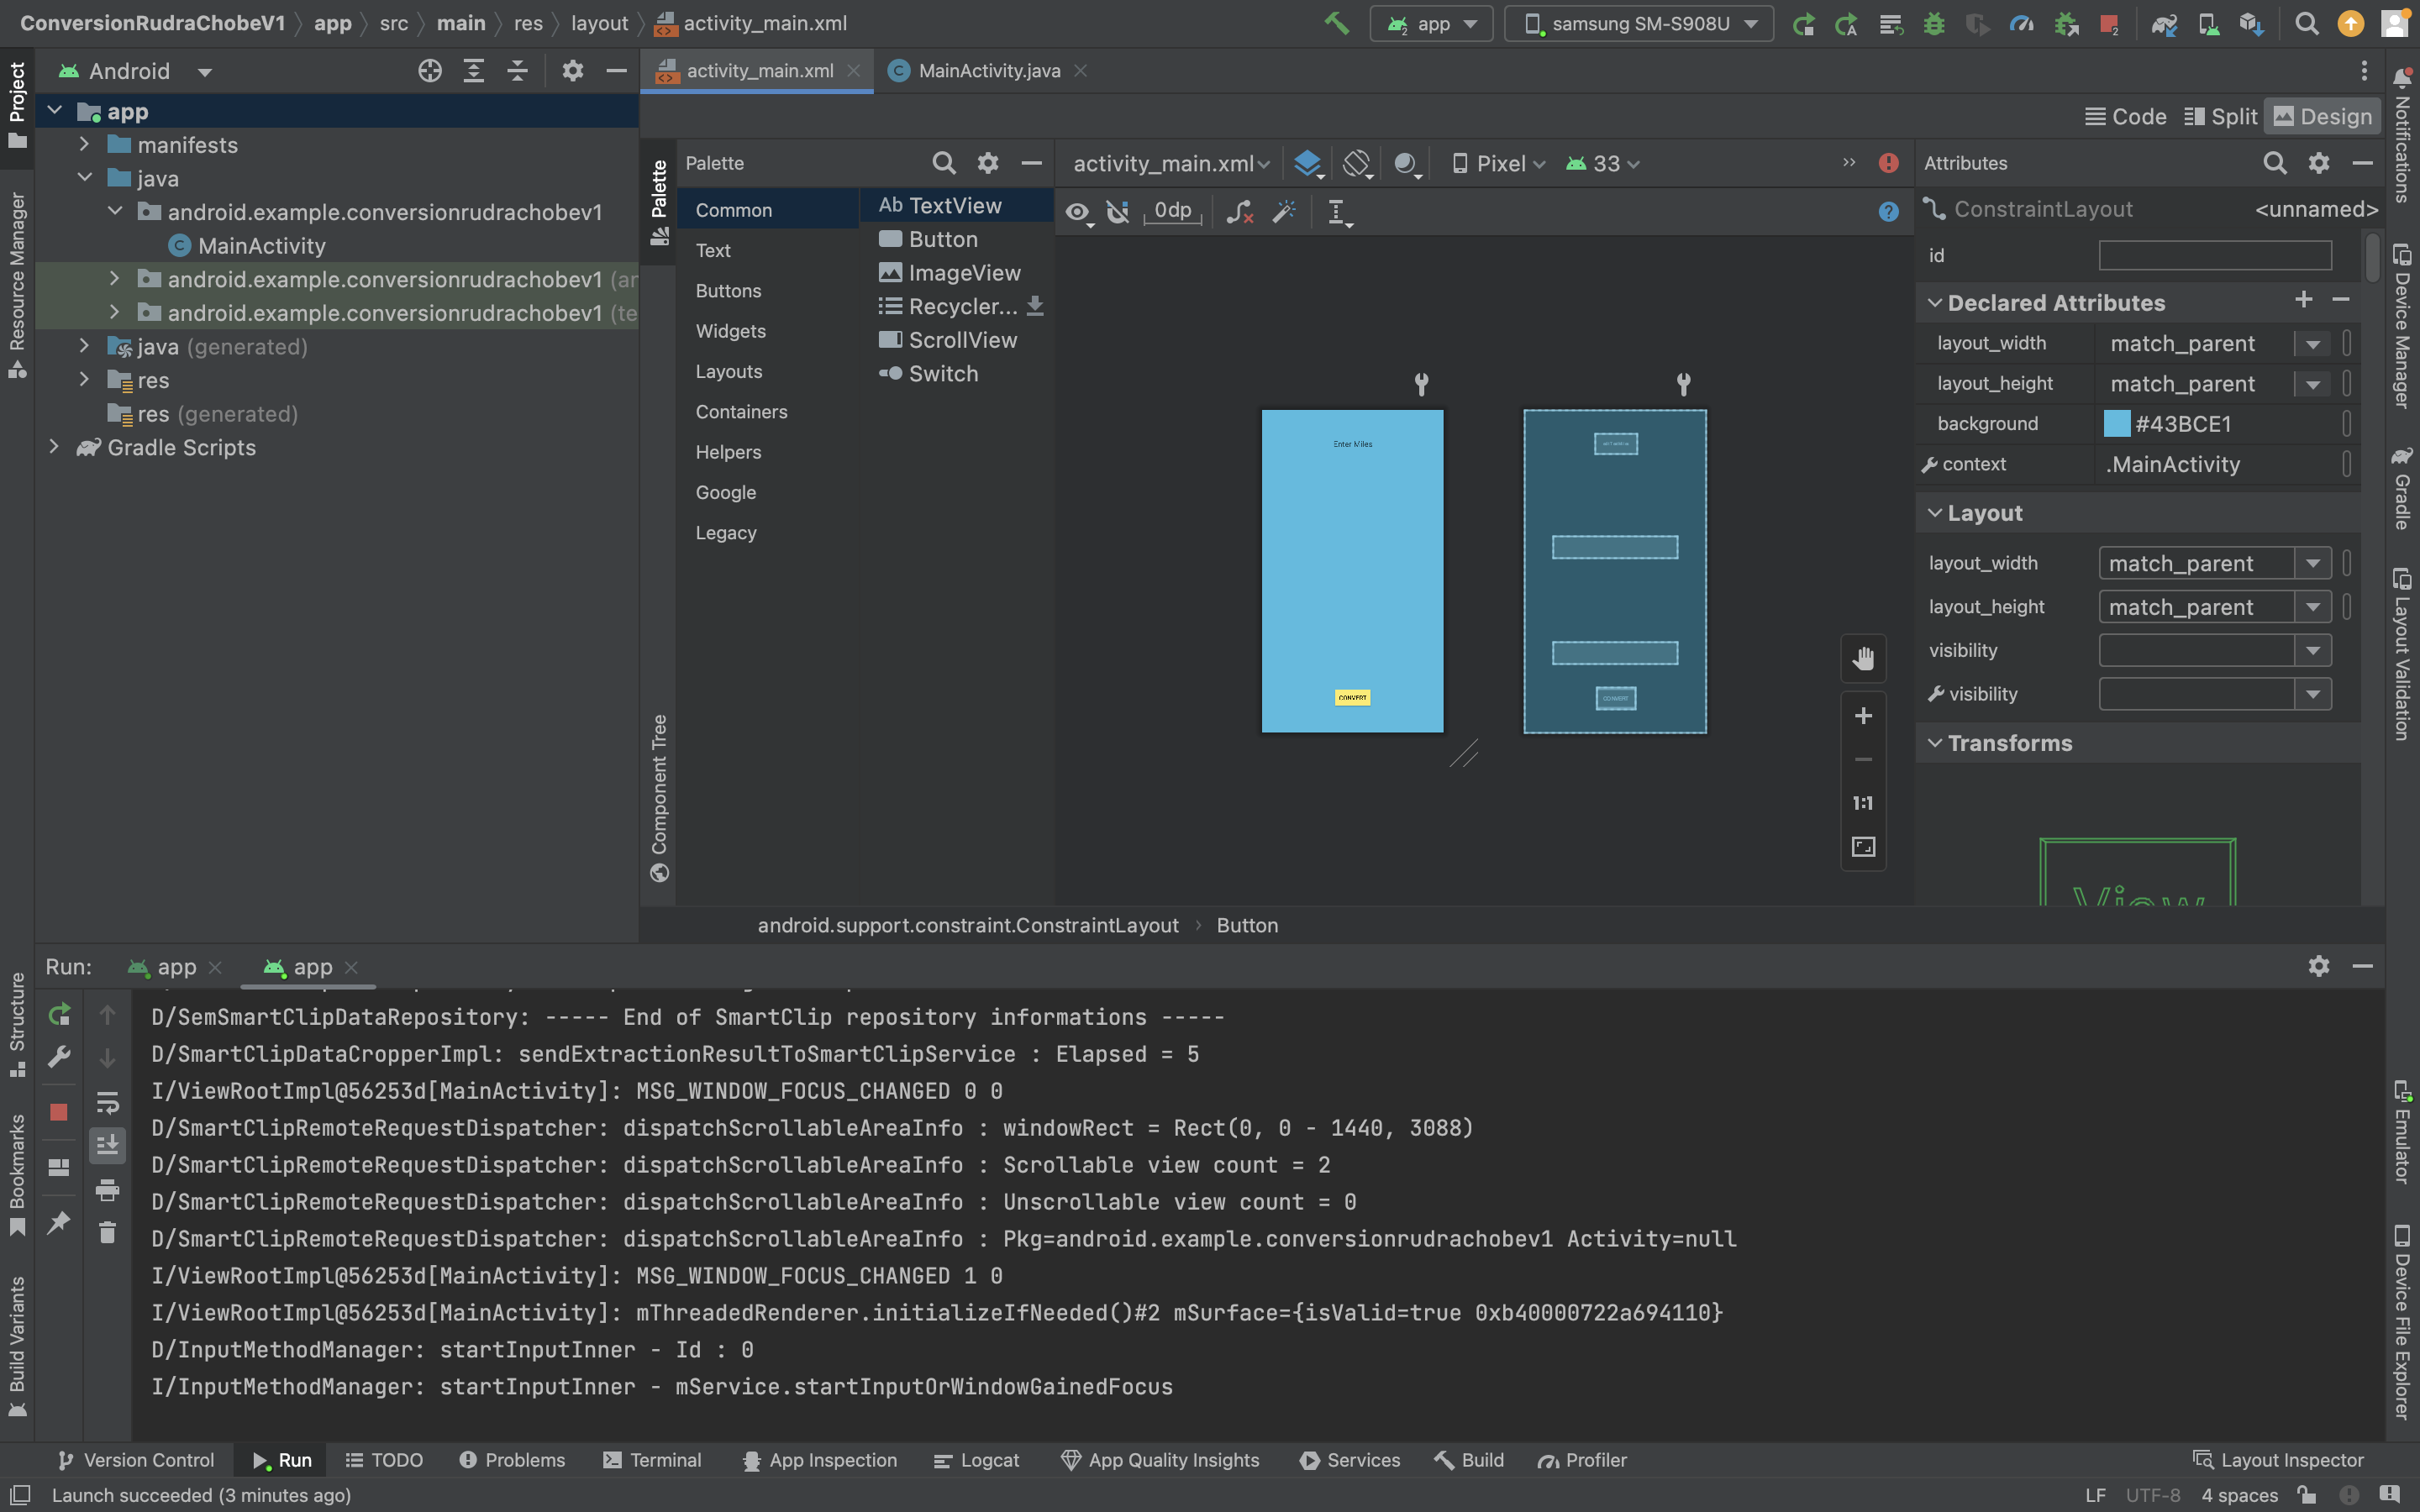 ConversionRudraChobeV1 app src main res layout activity_main.xml
app samsung SM-S908U
Android
activity_main.xml MainActivity.java
Code Split Design
app
manifests
java
android.example.conversionrudrachobev1
MainActivity
android.example.conversionrudrachobev1 (ar
android.example.conversionrudrachobev1 (te
java (generated)
res
res (generated)
Gradle Scripts
Project
Resource Manager
Structure
Bookmarks
Build Variants
Palette
Component Tree
Palette
Common
Text
Buttons
Widgets
Layouts
Containers
Helpers
Google
Legacy
Ab TextView
Button
ImageView
Recycler...
ScrollView
Switch
activity_main.xml Pixel 33
0dp
Enter Miles
CONVERT
CONVERT
1:1
android.support.constraint.ConstraintLayout Button
Attributes
ConstraintLayout <unnamed>
id
Declared Attributes
layout_width match_parent
layout_height match_parent
background #43BCE1
context .MainActivity
Layout
layout_width match_parent
layout_height match_parent
visibility
visibility
Transforms
View
Notifications
Device Manager
Gradle
Layout Validation
Emulator
Device File Explorer
Run: app app
D/SemSmartClipDataRepository: ----- End of SmartClip repository informations -----
D/SmartClipDataCropperImpl: sendExtractionResultToSmartClipService : Elapsed = 5
I/ViewRootImpl@56253d[MainActivity]: MSG_WINDOW_FOCUS_CHANGED 0 0
D/SmartClipRemoteRequestDispatcher: dispatchScrollableAreaInfo : windowRect = Rect(0, 0 - 1440, 3088)
D/SmartClipRemoteRequestDispatcher: dispatchScrollableAreaInfo : Scrollable view count = 2
D/SmartClipRemoteRequestDispatcher: dispatchScrollableAreaInfo : Unscrollable view count = 0
D/SmartClipRemoteRequestDispatcher: dispatchScrollableAreaInfo : Pkg=android.example.conversionrudrachobev1 Activity=null
I/ViewRootImpl@56253d[MainActivity]: MSG_WINDOW_FOCUS_CHANGED 1 0
I/ViewRootImpl@56253d[MainActivity]: mThreadedRenderer.initializeIfNeeded()#2 mSurface={isValid=true 0xb40000722a694110}
D/InputMethodManager: startInputInner - Id : 0
I/InputMethodManager: startInputInner - mService.startInputOrWindowGainedFocus
Version Control Run TODO Problems Terminal App Inspection Logcat App Quality Insights Services Build Profiler Layout Inspector
Launch succeeded (3 minutes ago) LF UTF-8 4 spaces